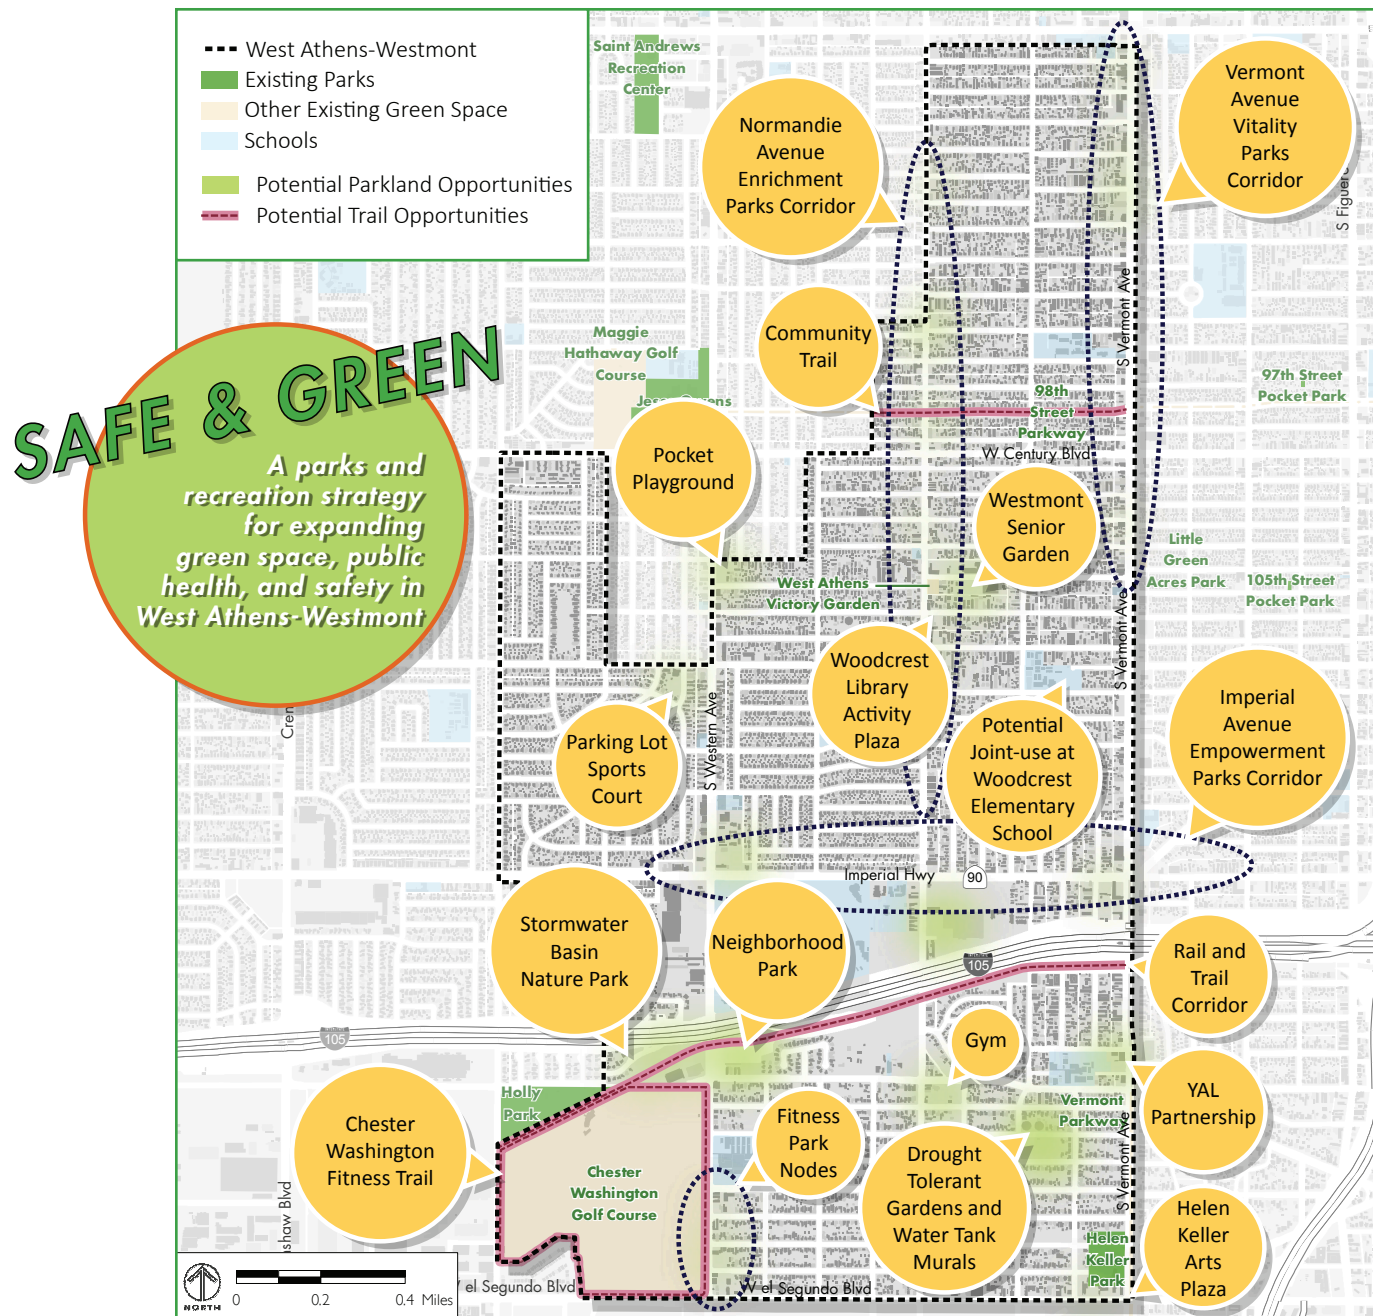 West Athens-Westmont
Existing Parks
Other Existing Green Space
Schools
Potential Parkland Opportunities
Potential Trail Opportunities
SAFE & GREEN
A parks and
recreation strategy
for expanding
green space, public
health, and safety in
West Athens-Westmont
Saint Andrews
Recreation
Center
Normandie
Avenue
Enrichment
Parks Corridor
Vermont
Avenue
Vitality
Parks
Corridor
S Figuero
S Vermont Ave
Maggie
Hathaway Golf
Course
Community
Trail
97th Street
Pocket Park
98th
Street
Parkway
W Century Blvd
Pocket
Playground
Westmont
Senior
Garden
Little
Green
Acres Park
105th Street
Pocket Park
West Athens
Victory Garden
S Vermont Ave
Woodcrest
Library
Activity
Plaza
Potential
Joint-use at
Woodcrest
Elementary
School
Imperial
Avenue
Empowerment
Parks Corridor
Cren
S Western Ave
Parking Lot
Sports
Court
Imperial Hwy
90
Stormwater
Basin
Nature Park
Neighborhood
Park
105
Rail and
Trail
Corridor
105
Gym
Holly
Park
Vermont
Parkway
YAL
Partnership
Chester
Washington
Fitness Trail
Fitness
Park
Nodes
Drought
Tolerant
Gardens and
Water Tank
Murals
S Vermont Ave
Chester
Washington
Golf Course
Helen
Keller
Park
Helen
Keller
Arts
Plaza
nshaw Blvd
el Segundo Blvd
W el Segundo Blvd
NORTH
0 0.2 0.4 Miles